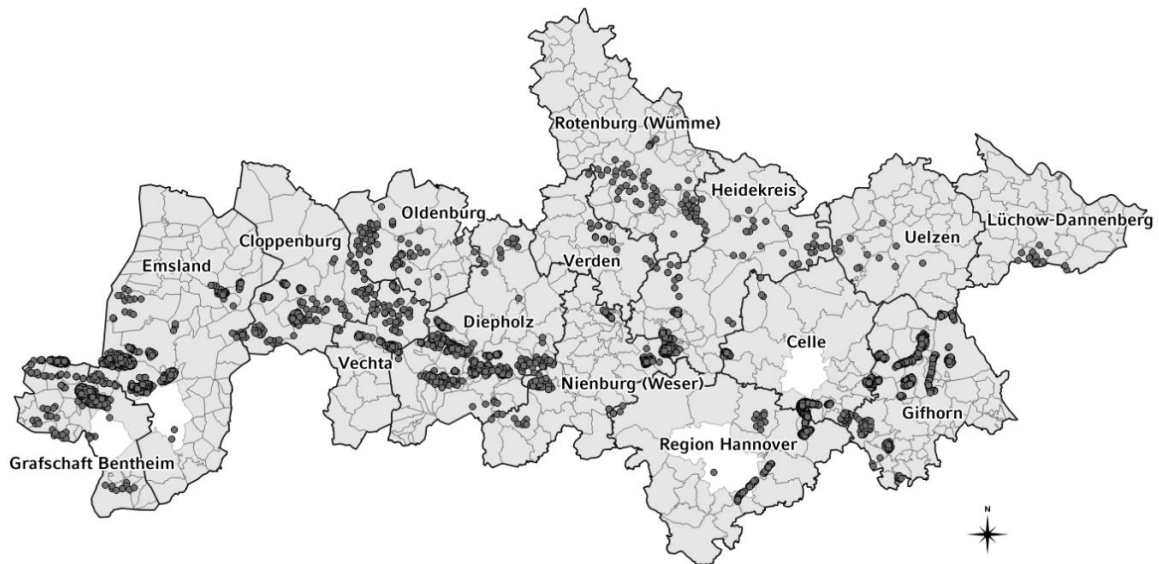 Rotenburg (Wümme)
Heidekreis
Oldenburg
Lüchow-Dannenberg
Cloppenburg
Uelzen
Emsland
Verden
Diepholz
Celle
Vechta
Nienburg (Weser)
Gifhorn
Region Hannover
Grafschaft Bentheim
N